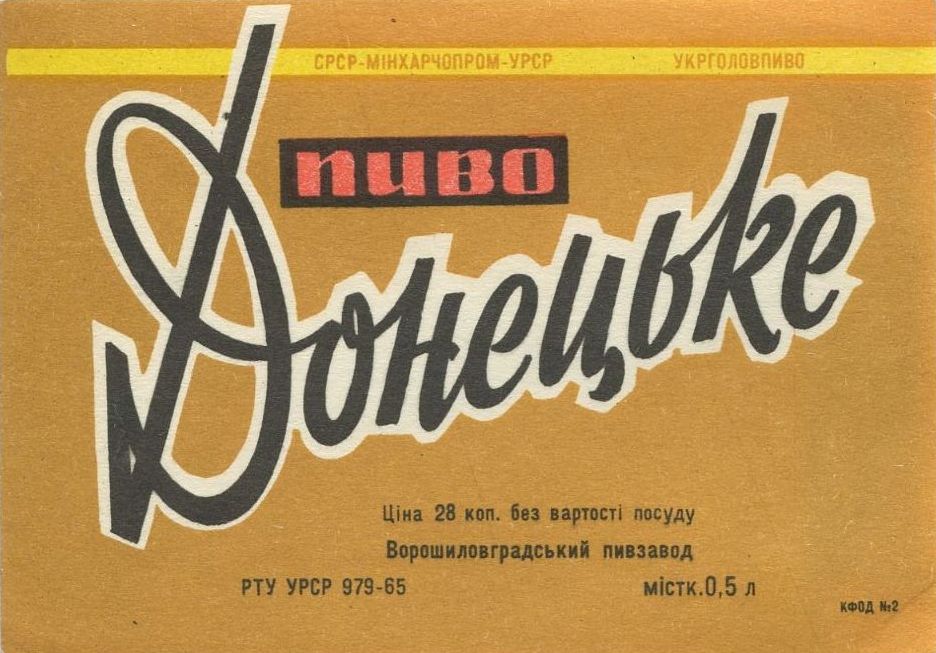 СРСР-МІНХАРЧОПРОМ-УРСР УКРГОЛОВПИВО
пиво
Донецьке
Ціна 28 коп. без вартості посуду
Ворошиловградський пивзавод
РТУ УРСР 979-65 містк.0,5 л
КФОД №2